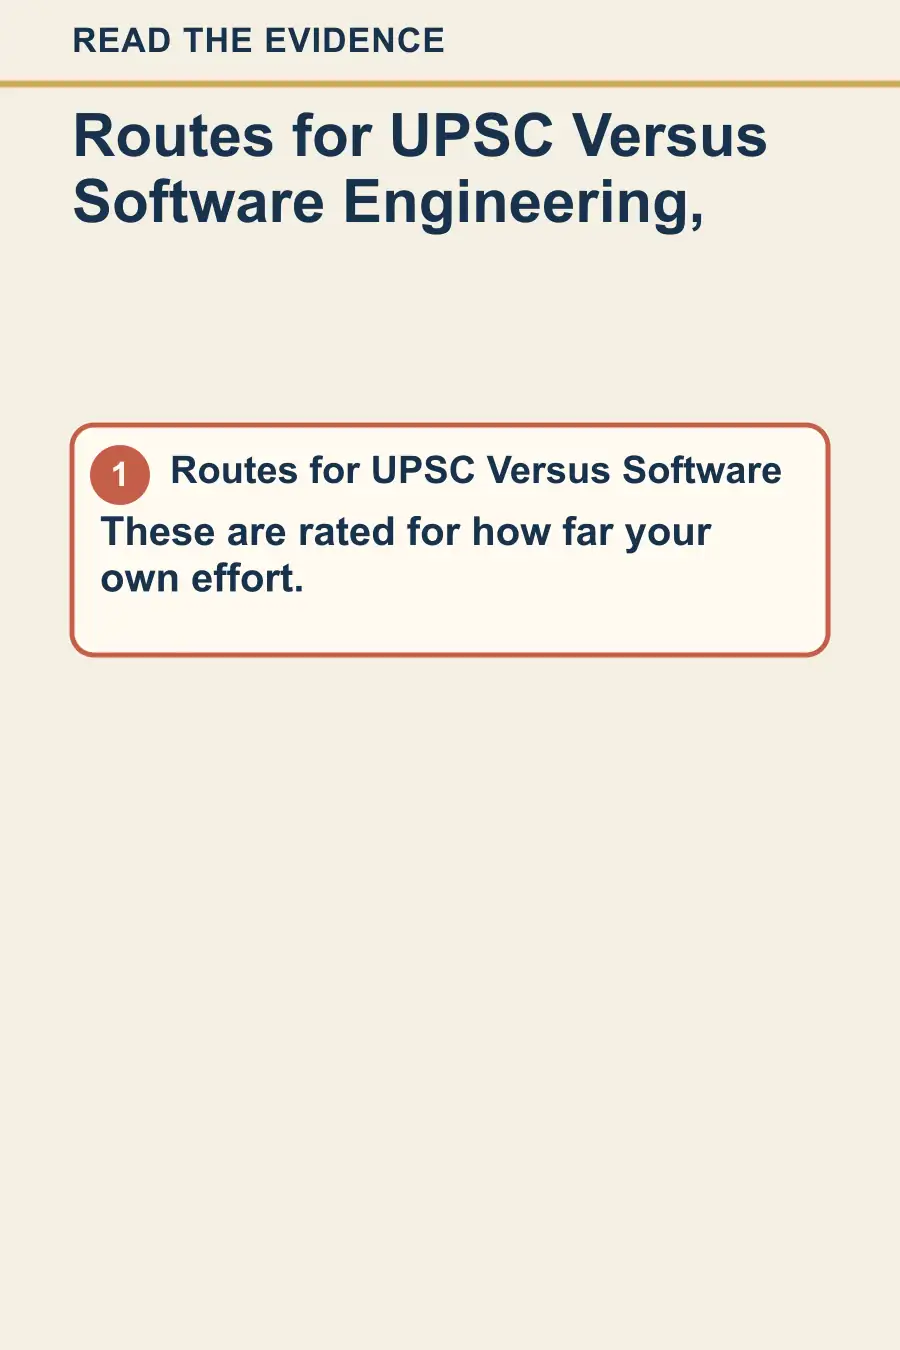 READ THE EVIDENCE
Routes for UPSC Versus
Software Engineering,
1 Routes for UPSC Versus Software
These are rated for how far your
own effort.